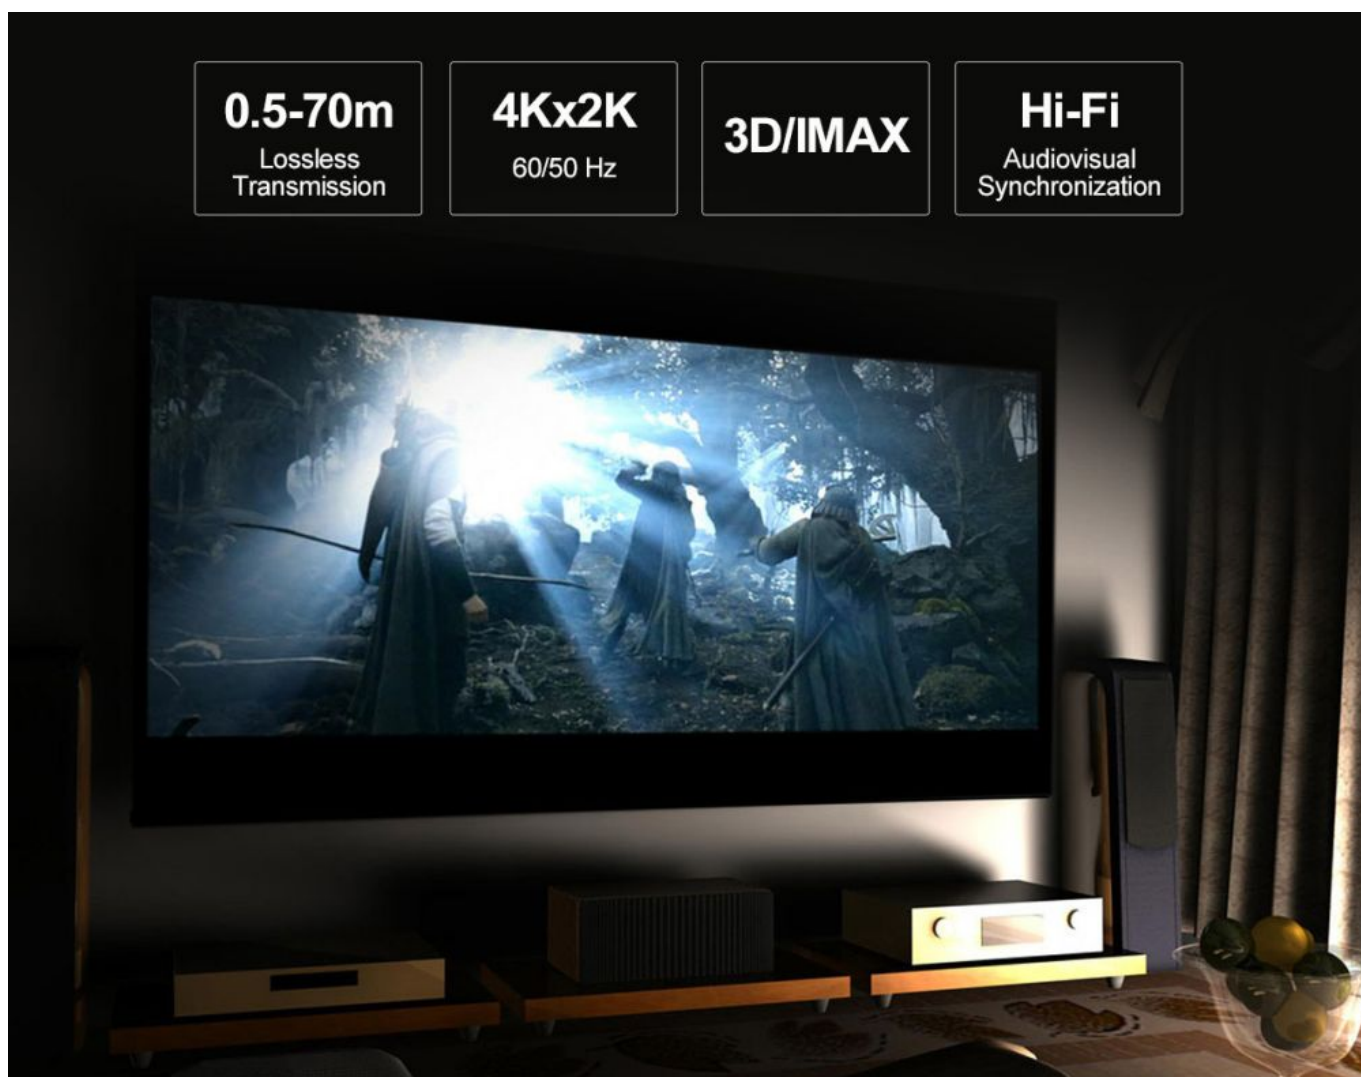 0.5-70m
Lossless
Transmission
4Kx2K
60/50 Hz
3D/IMAX
Hi-Fi
Audiovisual
Synchronization